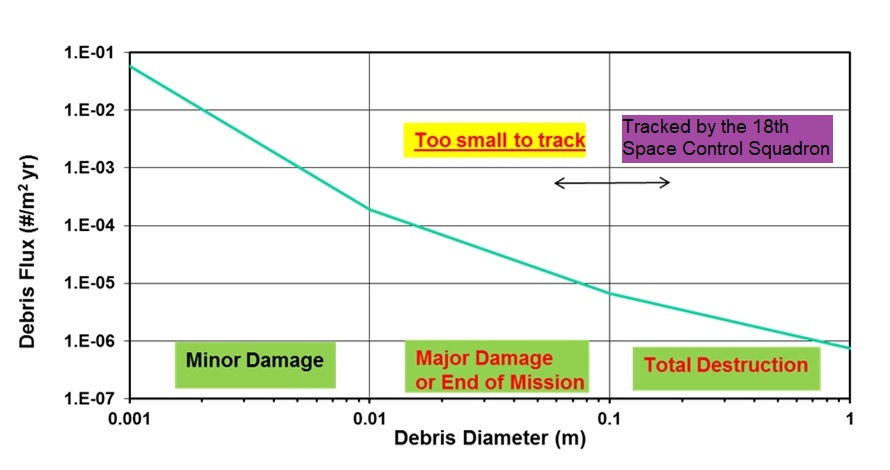 1.E-01
1.E-02
1.E-03
1.E-04
1.E-05
1.E-06
1.E-07
Debris Flux (#/m² yr)
Too small to track
Tracked by the 18th
Space Control Squadron
Minor Damage
Major Damage
or End of Mission
Total Destruction
0.001 0.01 0.1 1
Debris Diameter (m)